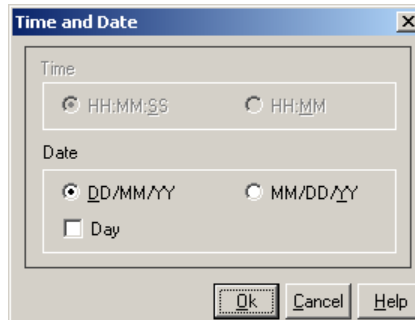 Time and Date
Time
HH:MM:SS HH:MM
Date
DD/MM/YY MM/DD/YY
Day
Ok Cancel Help